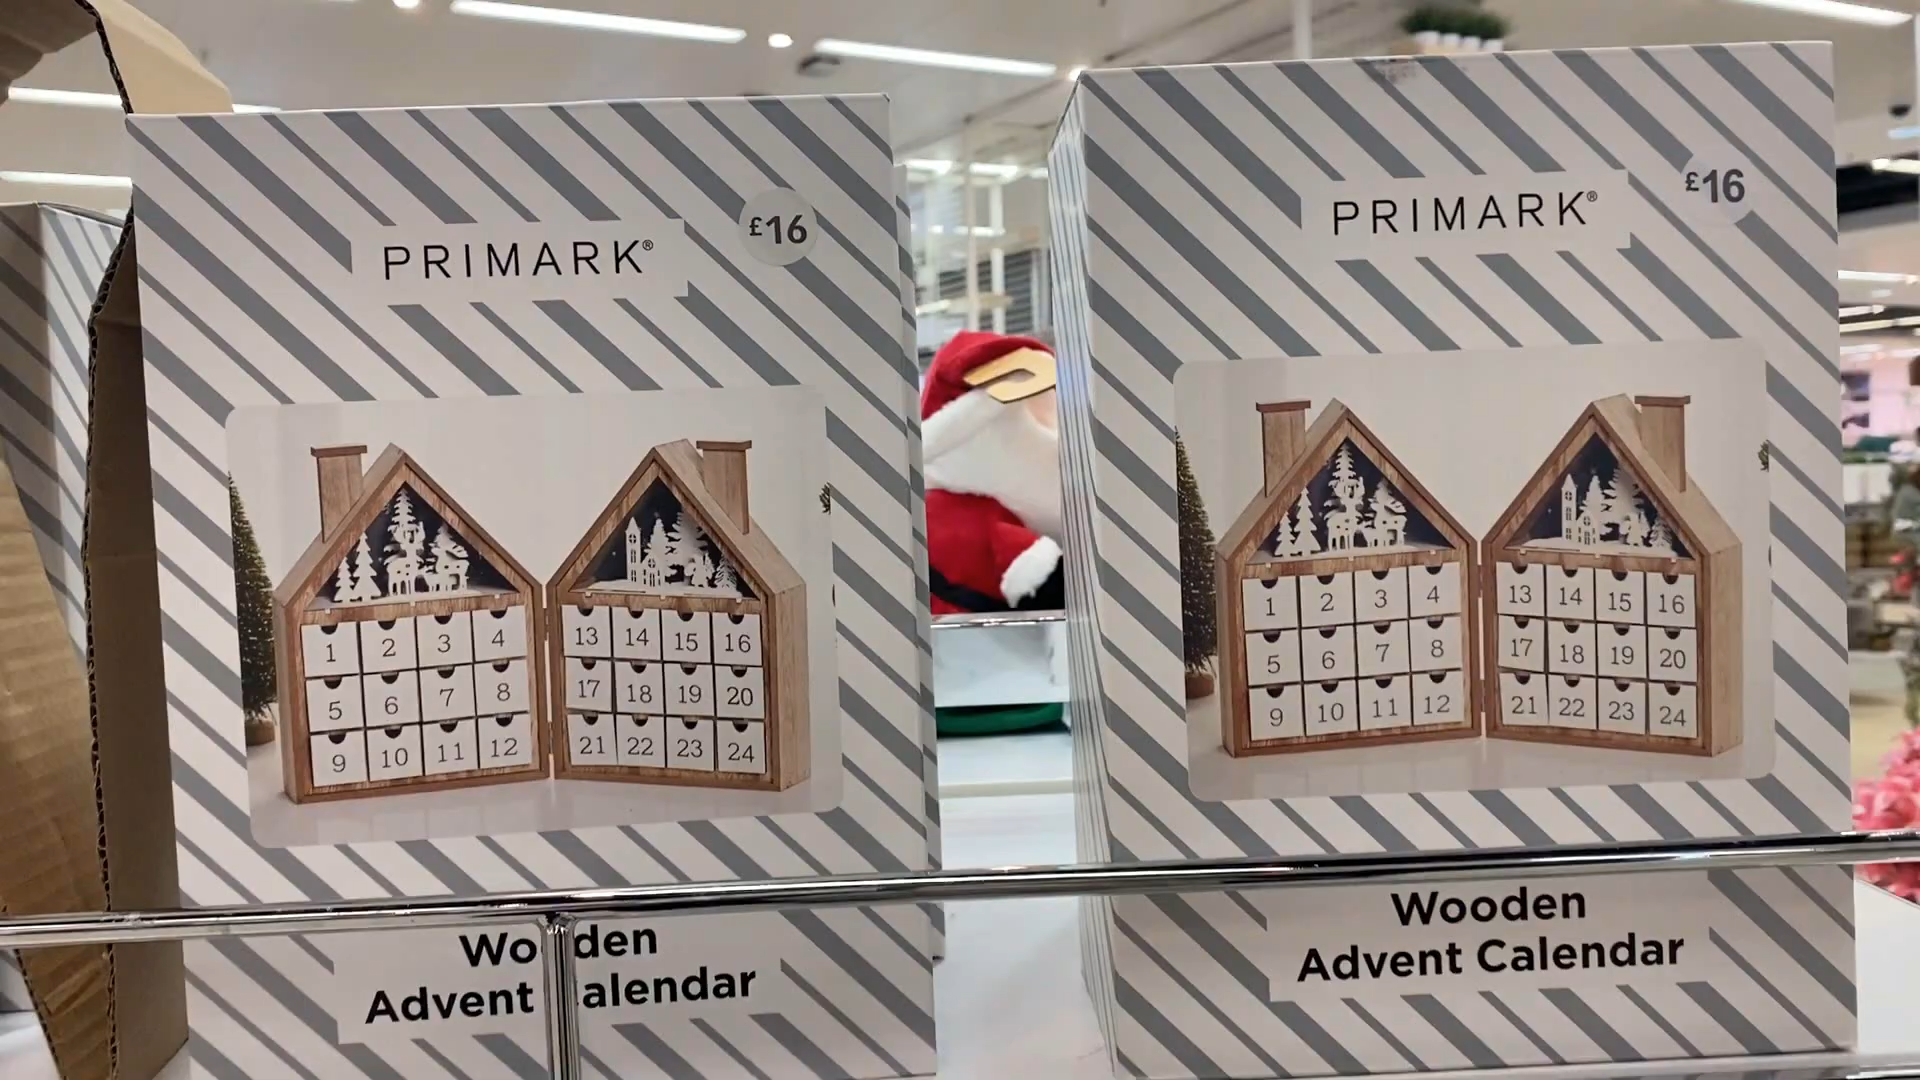 PRIMARK®
£16
1 2 3 4
13 14 15 16
5 6 7 8
17 18 19 20
9 10 11 12
21 22 23 24
Wo den
Advent alendar
PRIMARK®
£16
1 2 3 4
13 14 15 16
5 6 7 8
17 18 19 20
9 10 11 12
21 22 23 24
Wooden
Advent Calendar